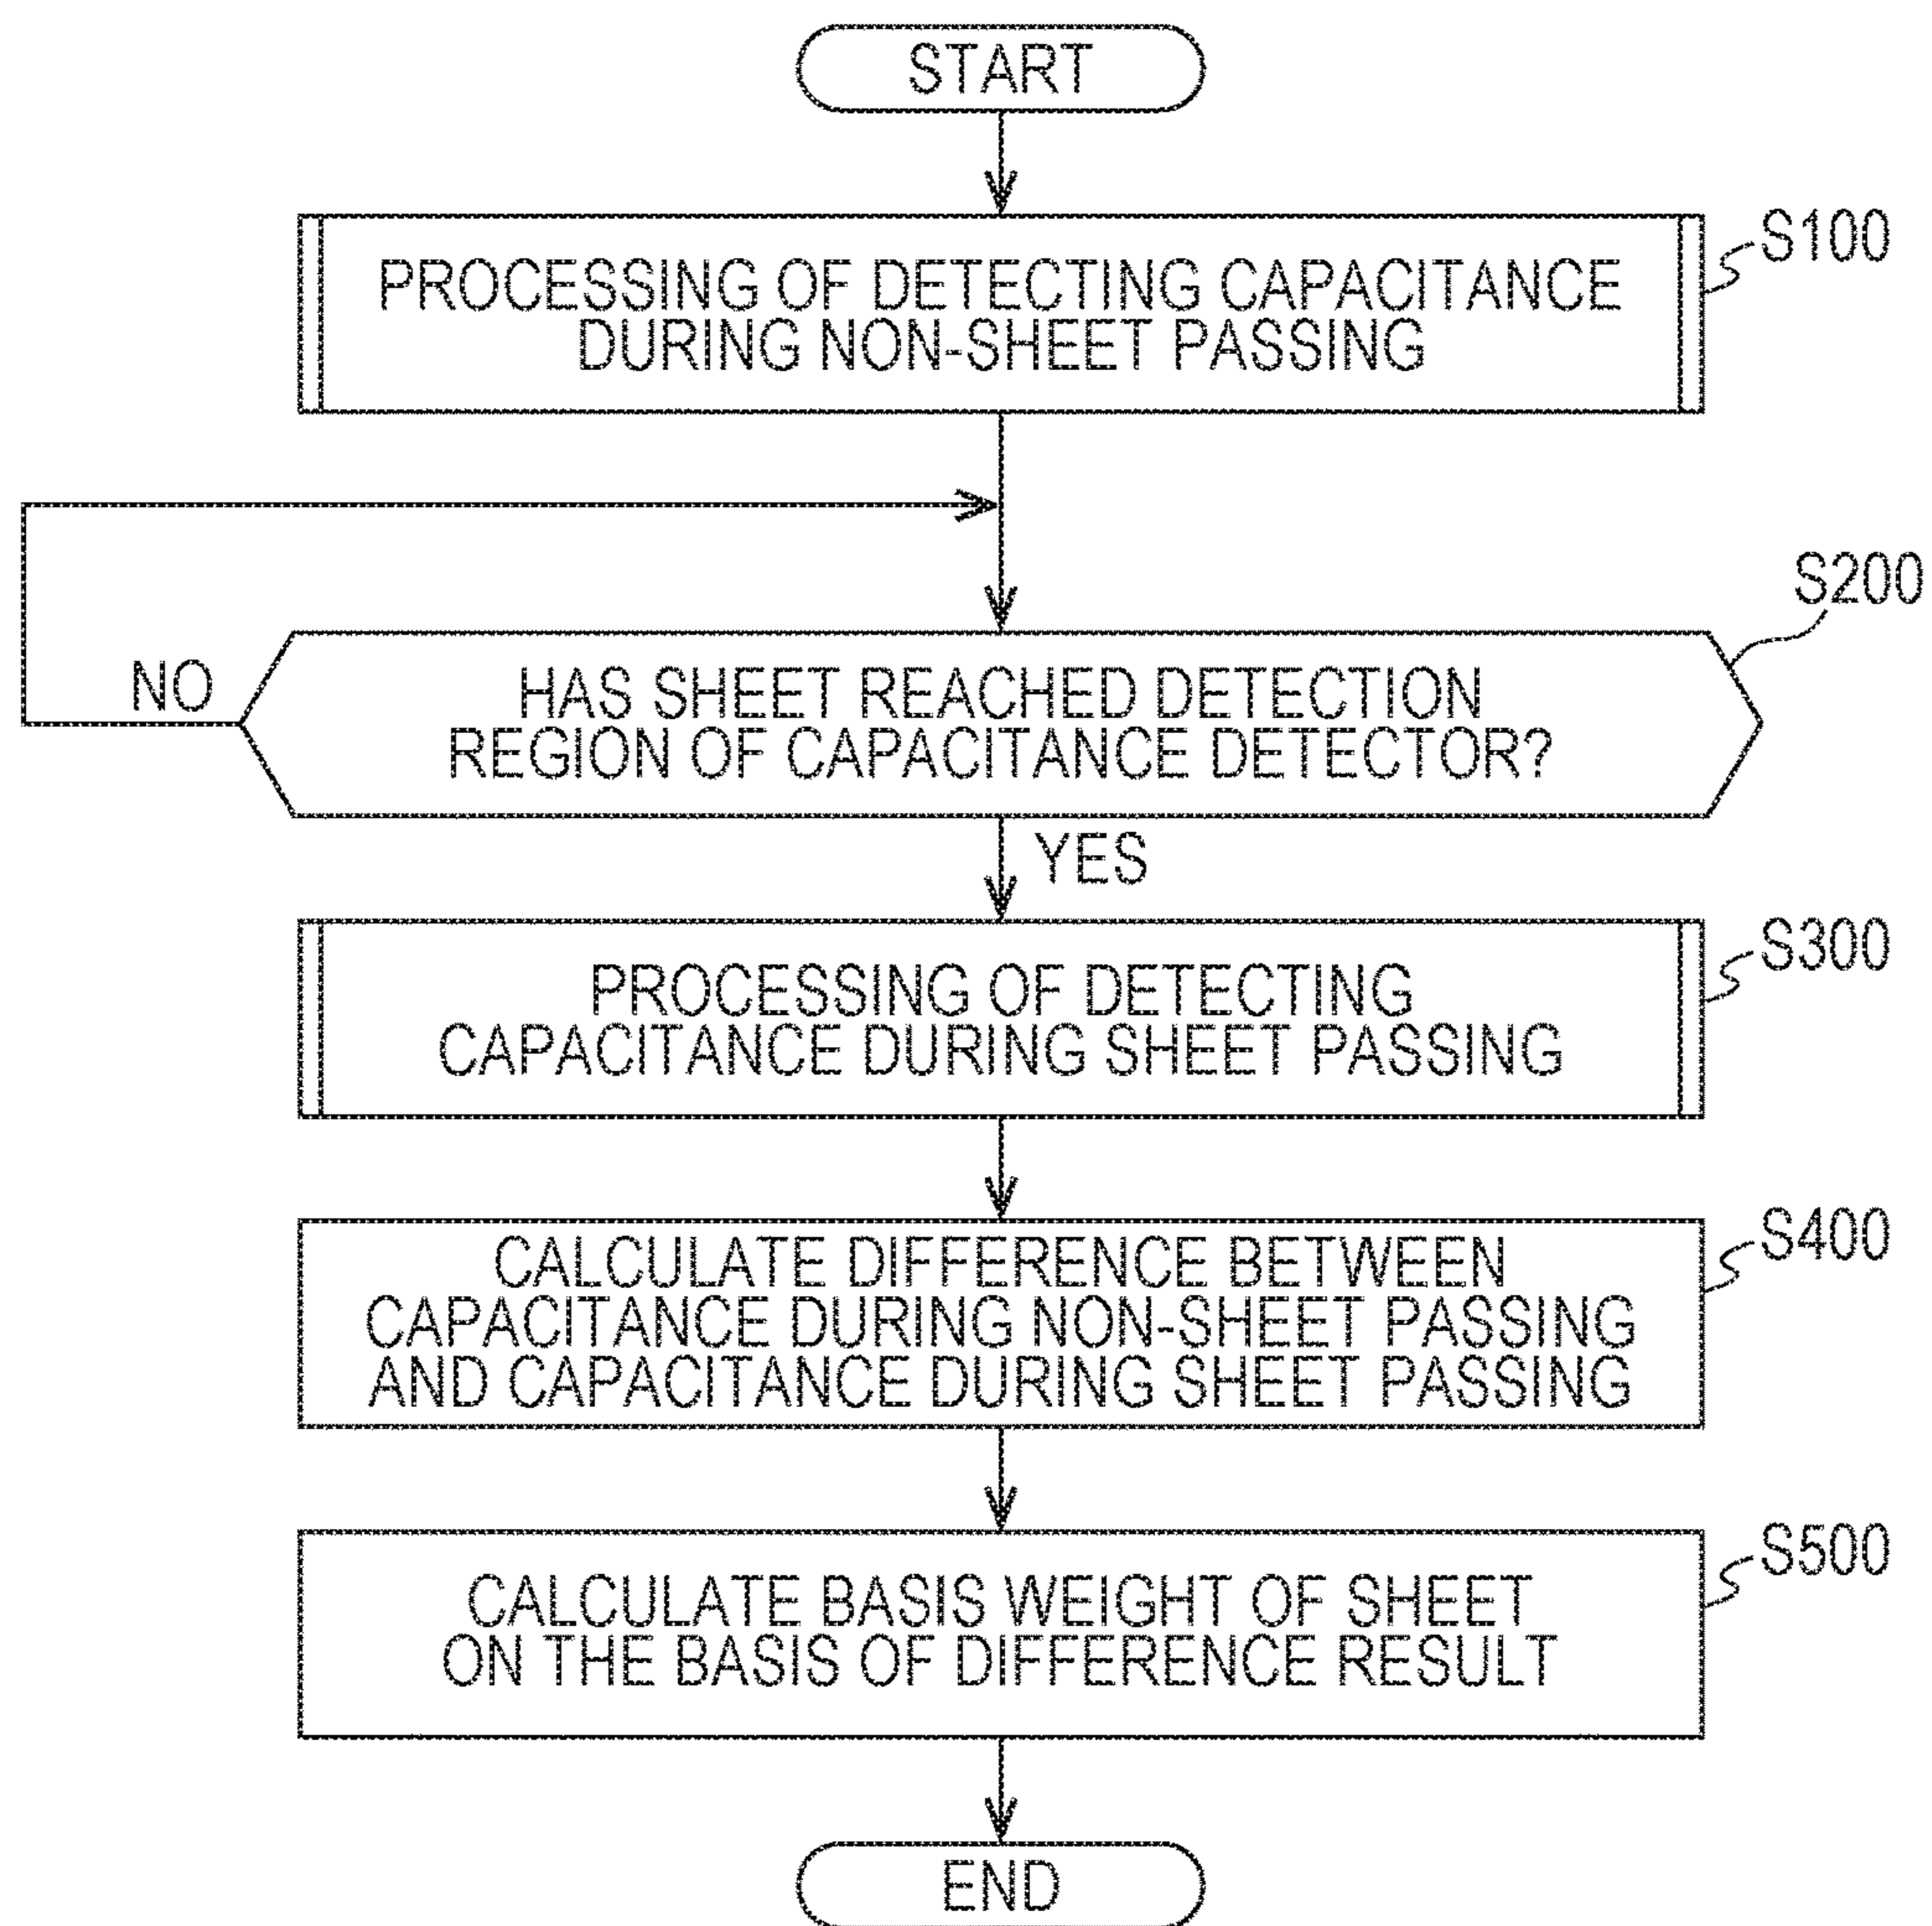 START
S100
PROCESSING OF DETECTING CAPACITANCE
DURING NON-SHEET PASSING
S200
NO
HAS SHEET REACHED DETECTION
REGION OF CAPACITANCE DETECTOR?
YES
S300
PROCESSING OF DETECTING
CAPACITANCE DURING SHEET PASSING
S400
CALCULATE DIFFERENCE BETWEEN
CAPACITANCE DURING NON-SHEET PASSING
AND CAPACITANCE DURING SHEET PASSING
S500
CALCULATE BASIS WEIGHT OF SHEET
ON THE BASIS OF DIFFERENCE RESULT
END